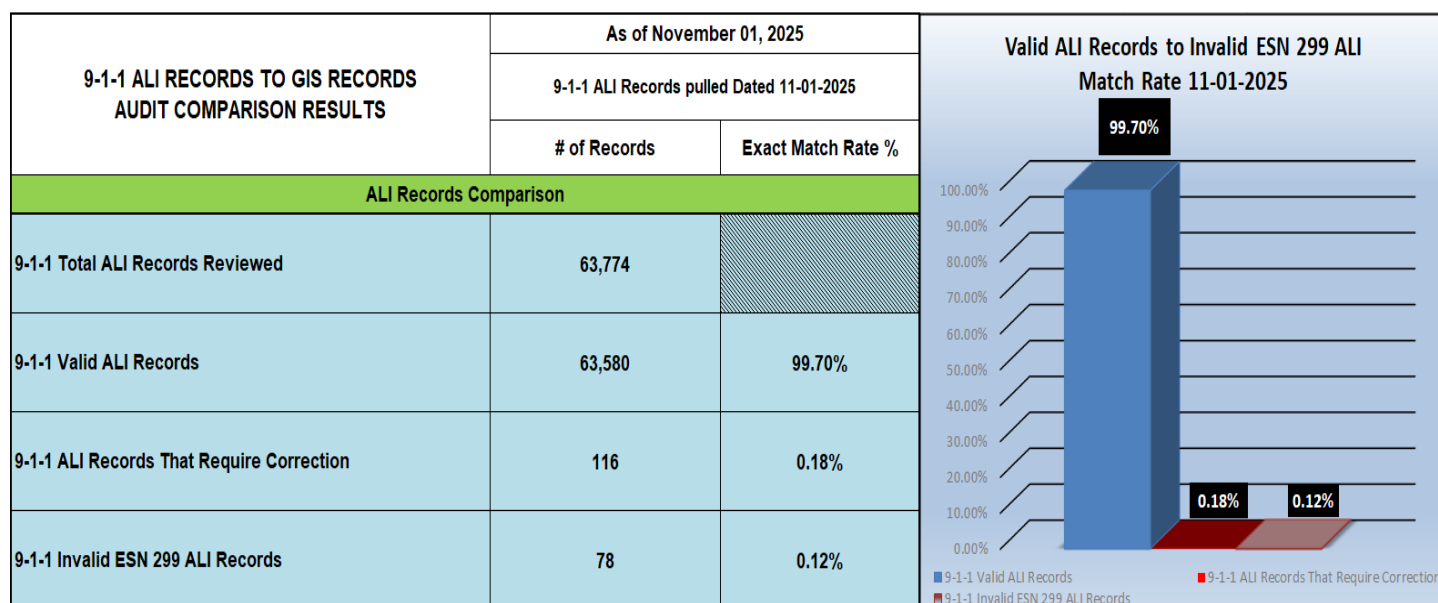 9-1-1 ALI RECORDS TO GIS RECORDS
AUDIT COMPARISON RESULTS
As of November 01, 2025
9-1-1 ALI Records pulled Dated 11-01-2025
# of Records
Exact Match Rate %
ALI Records Comparison
9-1-1 Total ALI Records Reviewed
63,774
9-1-1 Valid ALI Records
63,580
99.70%
9-1-1 ALI Records That Require Correction
116
0.18%
9-1-1 Invalid ESN 299 ALI Records
78
0.12%
Valid ALI Records to Invalid ESN 299 ALI
Match Rate 11-01-2025
99.70%
100.00%
90.00%
80.00%
70.00%
60.00%
50.00%
40.00%
30.00%
20.00%
10.00%
0.00%
0.18%
0.12%
9-1-1 Valid ALI Records
9-1-1 ALI Records That Require Correction
9-1-1 Invalid ESN 299 ALI Records